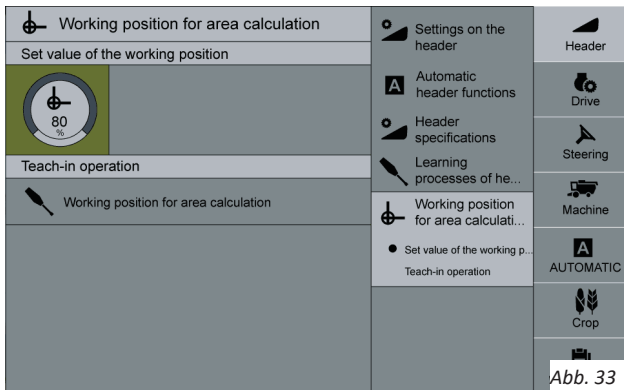 Working position for area calculation
Set value of the working position
80
%
Teach-in operation
Working position for area calculation
Settings on the
header
A
Automatic
header functions
Header
specifications
Learning
processes of he...
Working position
for area calculati...
Set value of the working p...
Teach-in operation
Header
Drive
Steering
Machine
A
AUTOMATIC
Crop
Abb. 33